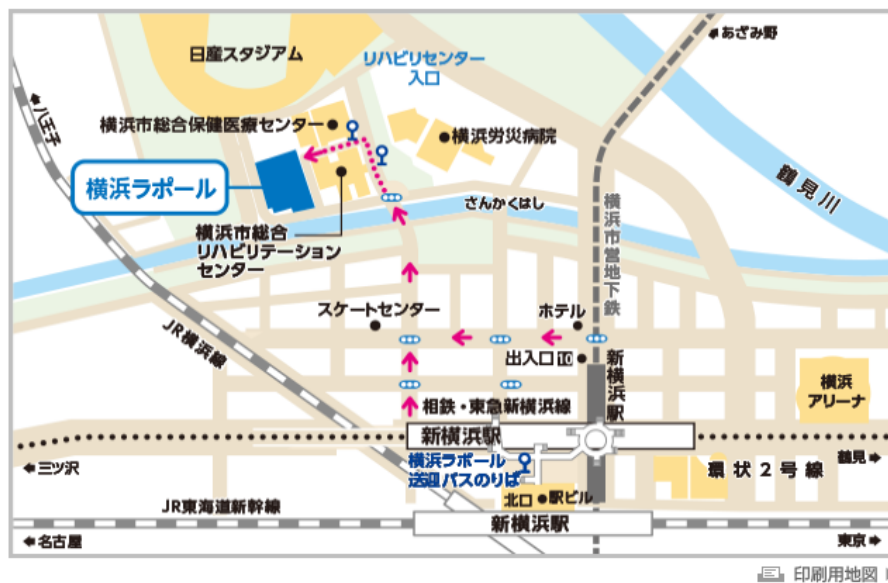 あざみ野
日産スタジアム
リハビリセンター
入口
八王子
横浜市総合保健医療センター
横浜労災病院
横浜ラポール
鶴見川
さんかくはし
横浜市営地下鉄
横浜市総合
リハビリテーション
センター
スケートセンター
ホテル
JR横浜線
出入口10
新横浜駅
横浜
アリーナ
相鉄・東急新横浜線
新横浜駅
三ツ沢
横浜ラポール
送迎バスのりば
環状2号線
鶴見
北口
駅ビル
JR東海道新幹線
新横浜駅
名古屋
東京
印刷用地図